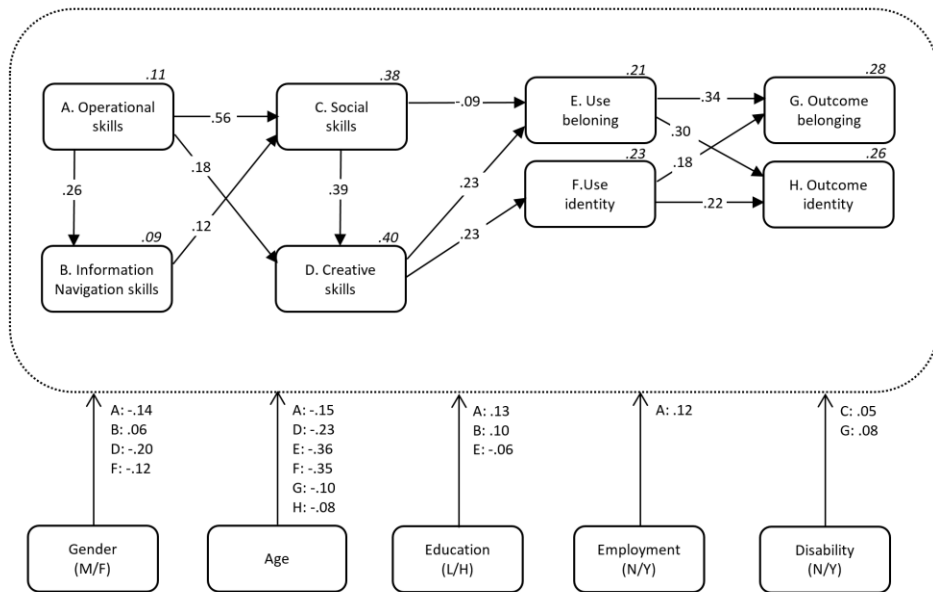 .11
A. Operational
skills
.38
C. Social
skills
.21
E. Use
beloning
.28
G. Outcome
belonging
.56
-.09
.34
.30
.18
.26
.18
.12
.39
.23
.23
.23
F.Use
identity
.22
.26
H. Outcome
identity
.09
B. Information
Navigation skills
.40
D. Creative
skills
A: -.14
B: .06
D: -.20
F: -.12
A: -.15
D: -.23
E: -.36
F: -.35
G: -.10
H: -.08
A: .13
B: .10
E: -.06
A: .12
C: .05
G: .08
Gender
(M/F)
Age
Education
(L/H)
Employment
(N/Y)
Disability
(N/Y)